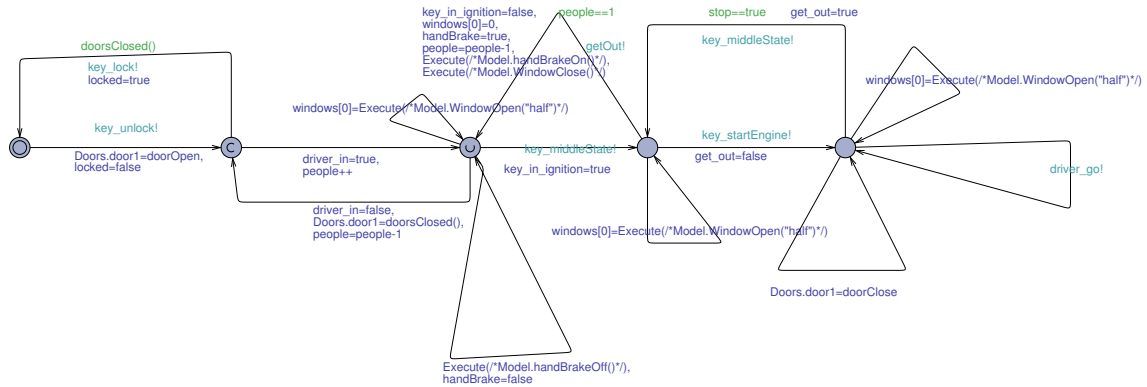 doorsClosed()
key_lock!
locked=true
key_unlock!
Doors.door1=doorOpen,
locked=false
C
driver_in=true,
people++
driver_in=false,
Doors.door1=doorsClosed(),
people=people-1
windows[0]=Execute(/*Model.WindowOpen("half")*/)
key_in_ignition=false,
windows[0]=0,
handBrake=true,
people=people-1,
Execute(/*Model.handBrakeOn()*/),
Execute(/*Model.WindowClose()*/)
people==1
getOut!
U
key_middleState!
key_in_ignition=true
Execute(/*Model.handBrakeOff()*/),
handBrake=false
windows[0]=Execute(/*Model.WindowOpen("half")*/)
stop==true
get_out=true
key_middleState!
key_startEngine!
get_out=false
windows[0]=Execute(/*Model.WindowOpen("half")*/)
driver_go!
Doors.door1=doorClose